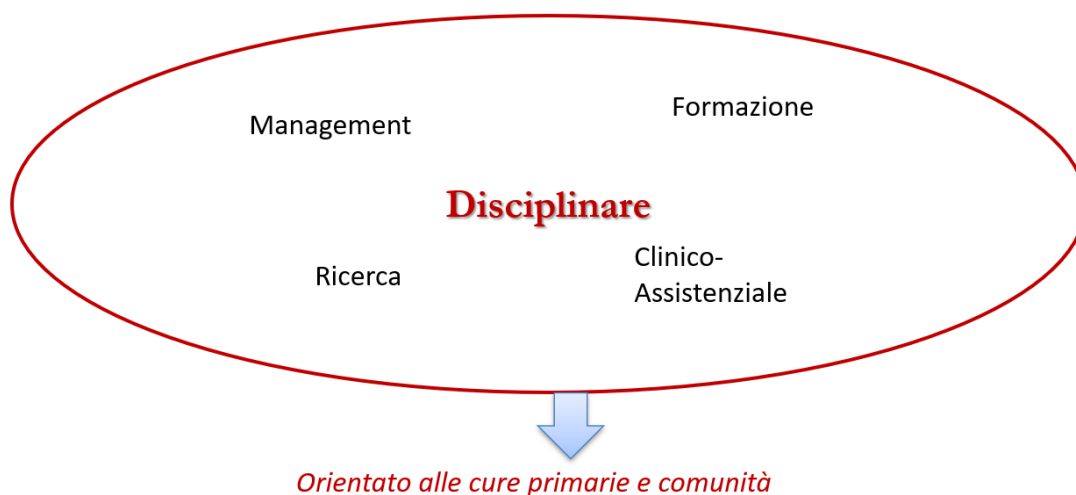 Management
Formazione
Disciplinare
Ricerca
Clinico-
Assistenziale
Orientato alle cure primarie e comunità